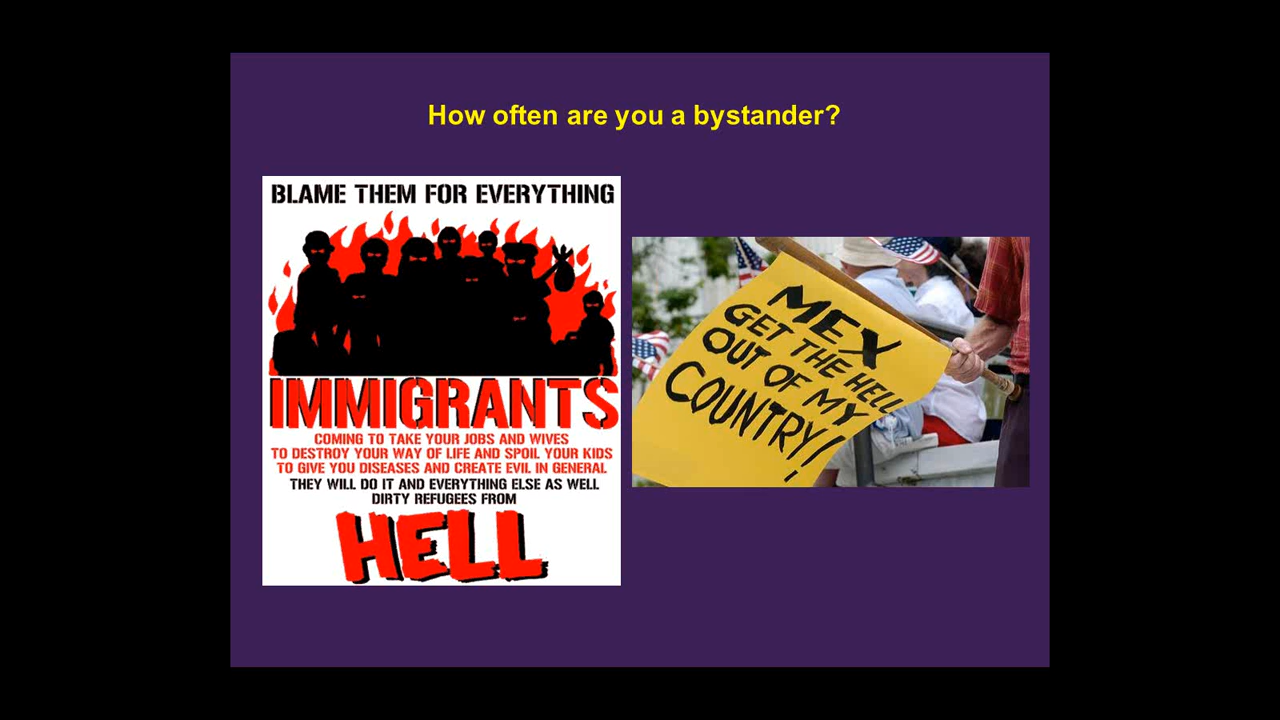 How often are you a bystander?
BLAME THEM FOR EVERYTHING
IMMIGRANTS
COMING TO TAKE YOUR JOBS AND WIVES
TO DESTROY YOUR WAY OF LIFE AND SPOIL YOUR KIDS
TO GIVE YOU DISEASES AND CREATE EVIL IN GENERAL
THEY WILL DO IT AND EVERYTHING ELSE AS WELL
DIRTY REFUGEES FROM
HELL
MEX
GET THE HELL
OUT OF MY
COUNTRY!
!